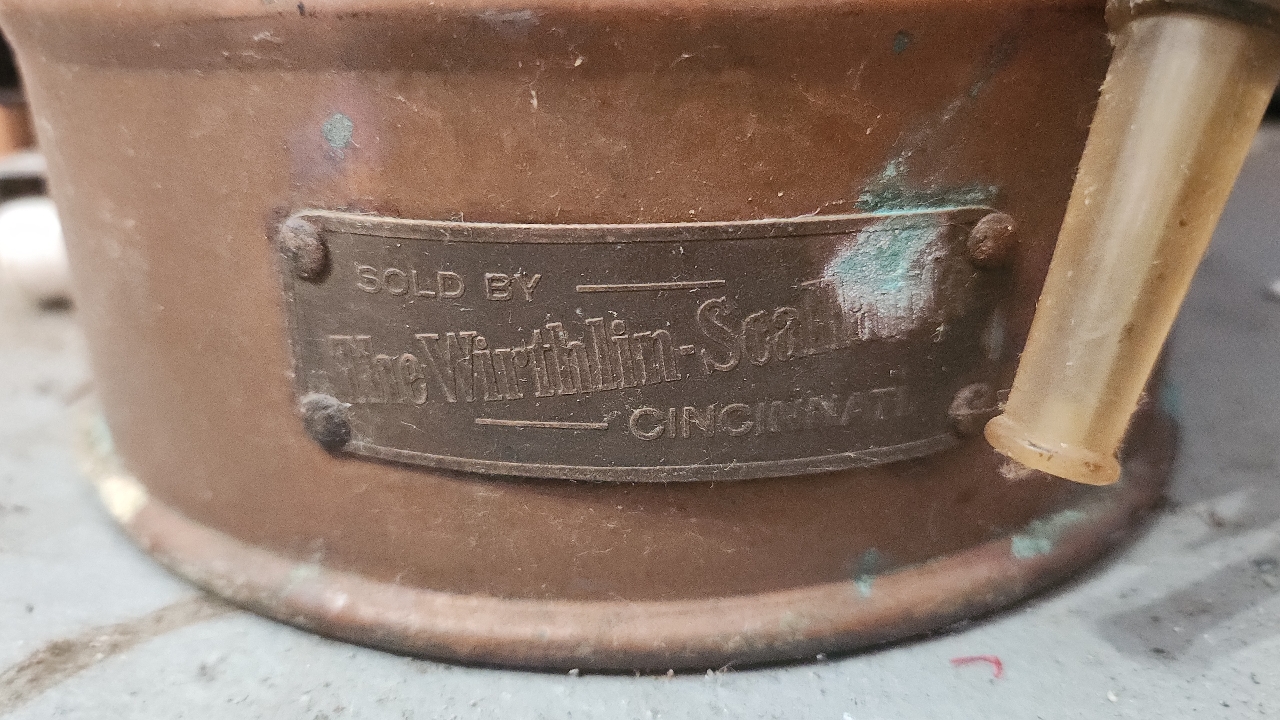 SOLD BY
The Wirthlin-
CINCINNATI